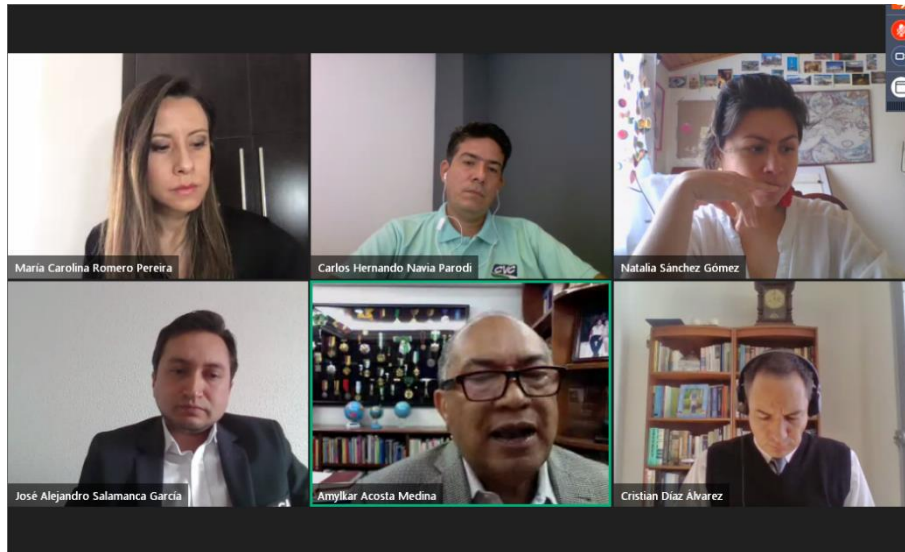 María Carolina Romero Pereira
Carlos Hernando Navia Parodi
CVC
Natalia Sánchez Gómez
José Alejandro Salamanca García
Amylkar Acosta Medina
Cristian Díaz Álvarez